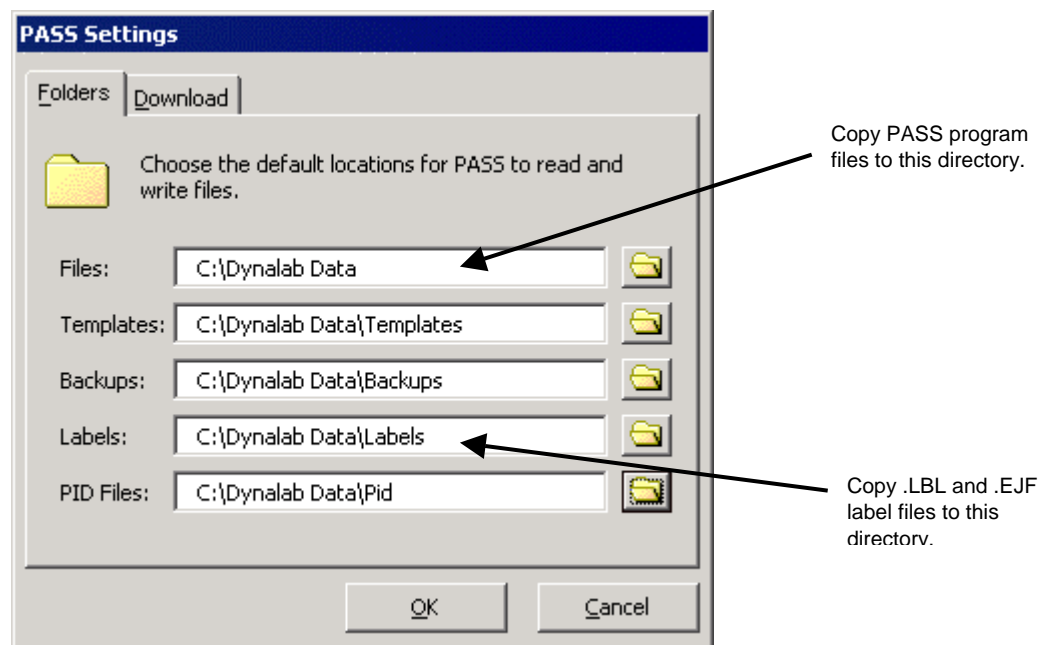 PASS Settings
Folders
Download
Choose the default locations for PASS to read and
write files.
Copy PASS program
files to this directory.
Files:
C:\Dynalab Data
Templates:
C:\Dynalab Data\Templates
Backups:
C:\Dynalab Data\Backups
Labels:
C:\Dynalab Data\Labels
PID Files:
C:\Dynalab Data\Pid
Copy .LBL and .EJF
label files to this
directory.
OK
Cancel